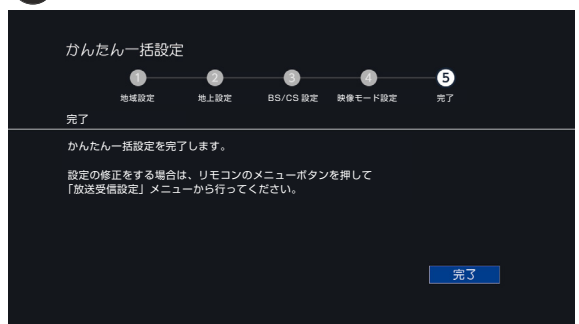 かんたん一括設定
1 2 3 4 5
地域設定 地上設定 BS/CS 設定 映像モード設定 完了
完了
かんたん一括設定を完了します。
設定の修正をする場合は、リモコンのメニューボタンを押して
「放送受信設定」メニューから行ってください。
完了